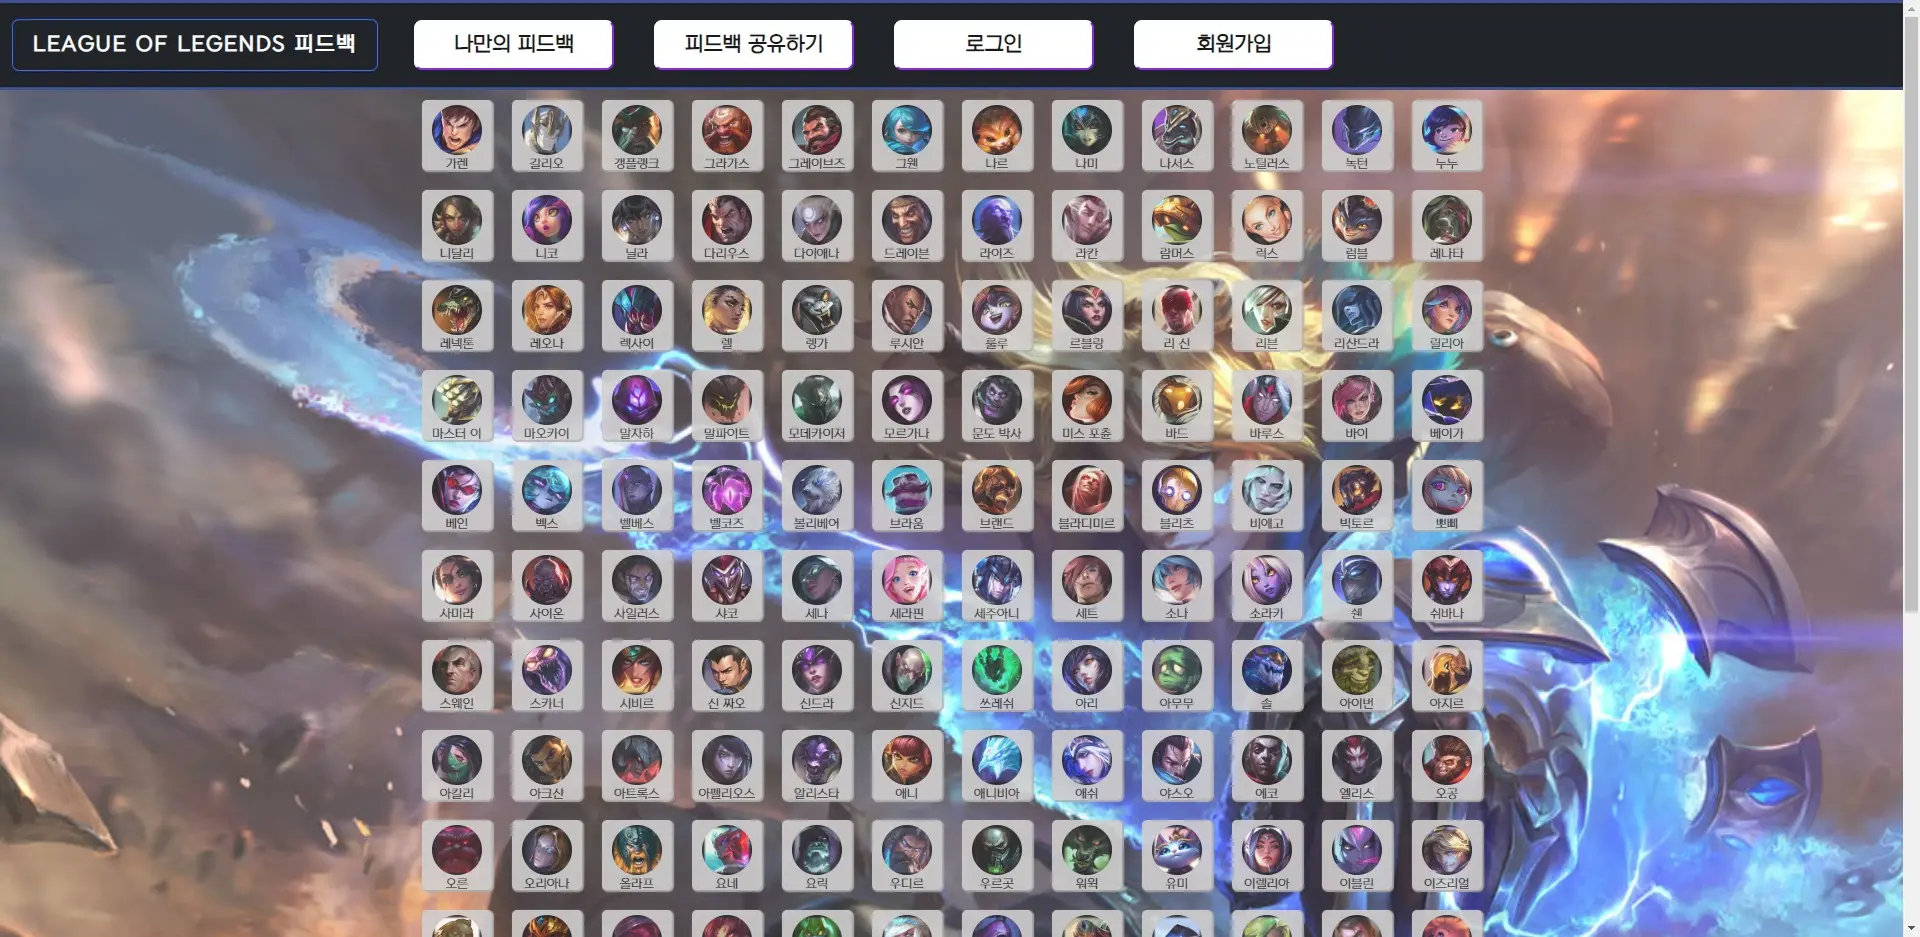 LEAGUE OF LEGENDS 피드백 나만의 피드백 피드백 공유하기 로그인 회원가입
가렌 갈리오 갱플랭크 그라가스 그레이브즈 그웬 나르 나미 나서스 노틸러스 녹턴 누누
니달리 니코 닐라 다리우스 다이애나 드레이븐 라이즈 라칸 람머스 럭스 럼블 레나타
레넥톤 레오나 렉사이 렐 렝가 루시안 룰루 르블랑 리 신 리븐 리산드라 릴리아
마스터 이 마오카이 말자하 말파이트 모데카이저 모르가나 문도 박사 미스 포츈 바드 바루스 바이 베이가
베인 벡스 벨베스 벨코즈 볼리베어 브라움 브랜드 블라디미르 블리츠 비에고 빅토르 뽀삐
사미라 사이온 사일러스 샤코 세나 세라핀 세주아니 세트 소나 소라카 쉔 쉬바나
스웨인 스카너 시비르 신 짜오 신드라 신지드 쓰레쉬 아리 아무무 솔 아이번 아지르
아칼리 아크샨 아트록스 아펠리오스 알리스타 애니 애니비아 애쉬 야스오 에코 엘리스 오공
오른 오리아나 올라프 요네 요릭 우디르 우르곳 워윅 유미 이렐리아 이블린 이즈리얼